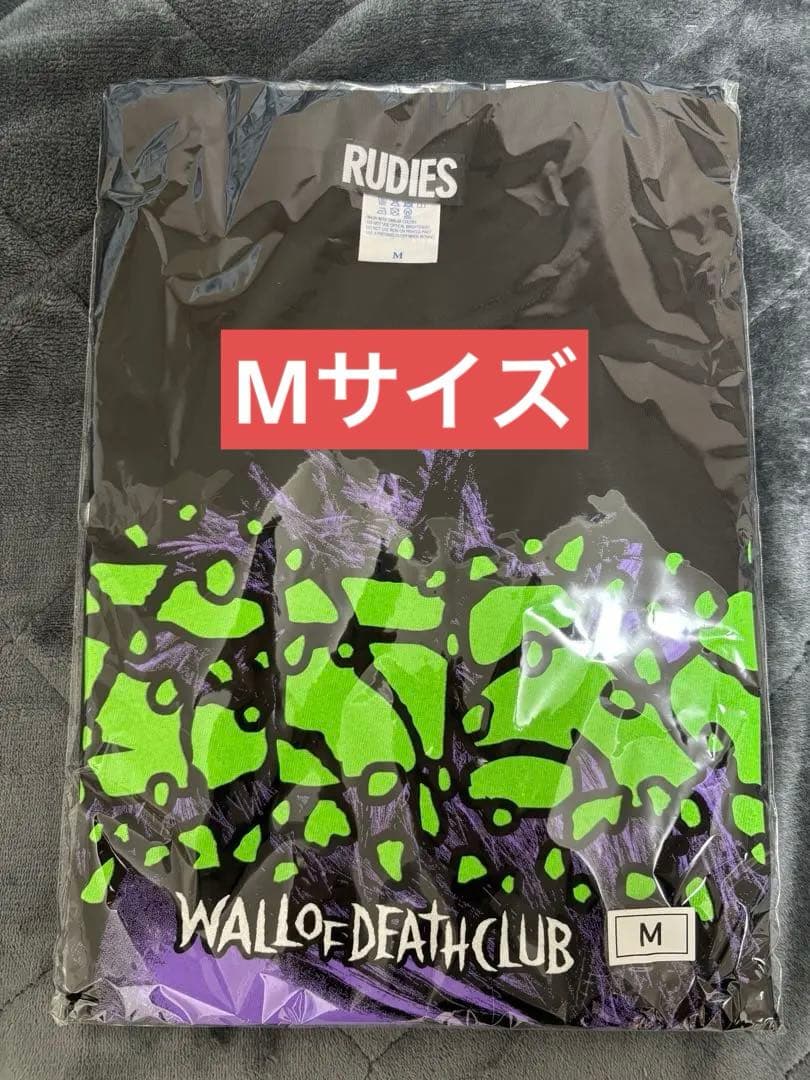 RUDIES
M
Mサイズ
WALL OF DEATH CLUB
M